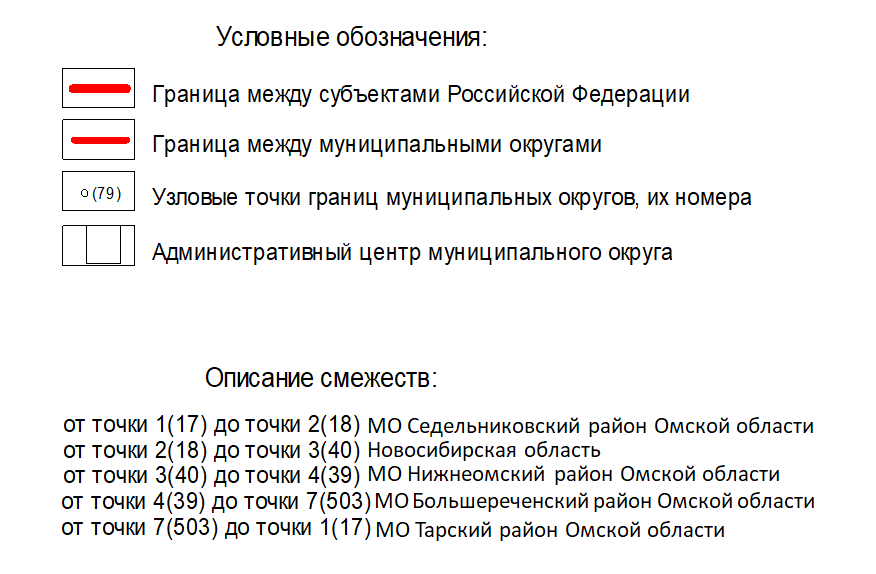 Условные обозначения:
Граница между субъектами Российской Федерации
Граница между муниципальными округами
(79) Узловые точки границ муниципальных округов, их номера
Административный центр муниципального округа
Описание смежеств:
от точки 1(17) до точки 2(18) МО Седельниковский район Омской области
от точки 2(18) до точки 3(40) Новосибирская область
от точки 3(40) до точки 4(39) МО Нижнеомский район Омской области
от точки 4(39) до точки 7(503) МО Большереченский район Омской области
от точки 7(503) до точки 1(17) МО Тарский район Омской области